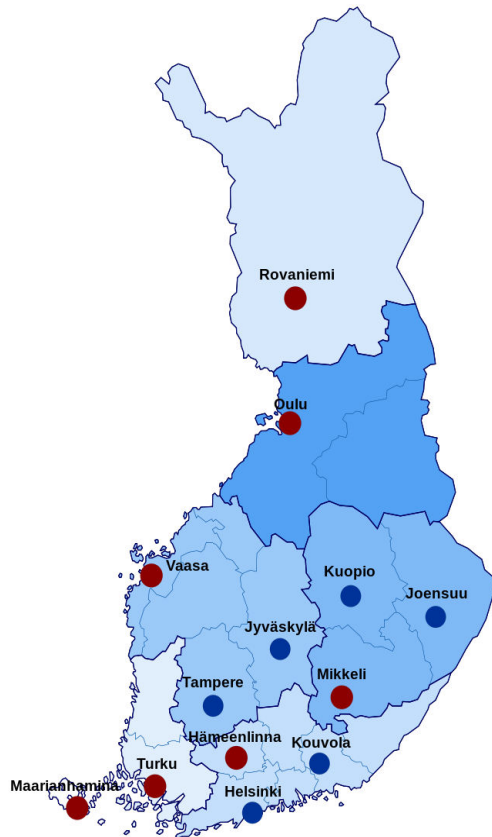 Rovaniemi
Oulu
Vaasa
Kuopio
Joensuu
Jyväskylä
Mikkeli
Tampere
Hämeenlinna
Kouvola
Turku
Maarianhamina
Helsinki